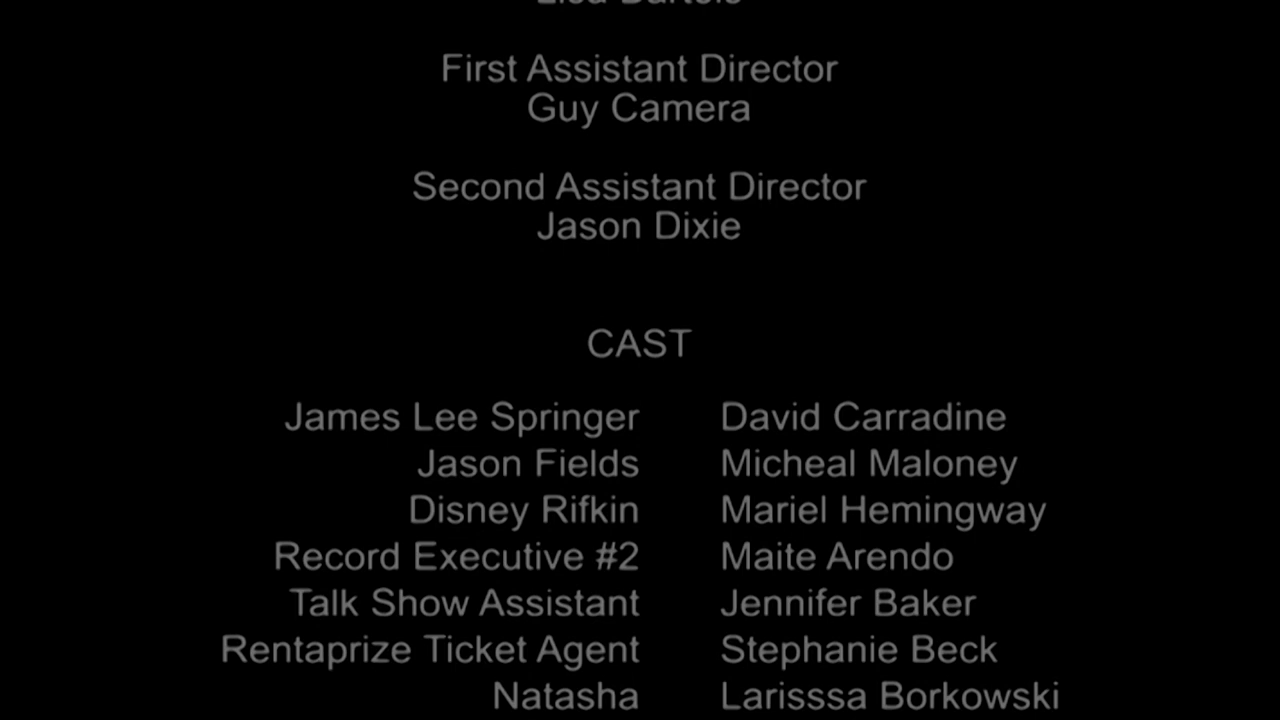 First Assistant Director
Guy Camera
Second Assistant Director
Jason Dixie
CAST
James Lee Springer David Carradine
Jason Fields Micheal Maloney
Disney Rifkin Mariel Hemingway
Record Executive #2 Maite Arendo
Talk Show Assistant Jennifer Baker
Rentaprize Ticket Agent Stephanie Beck
Natasha Larisssa Borkowski